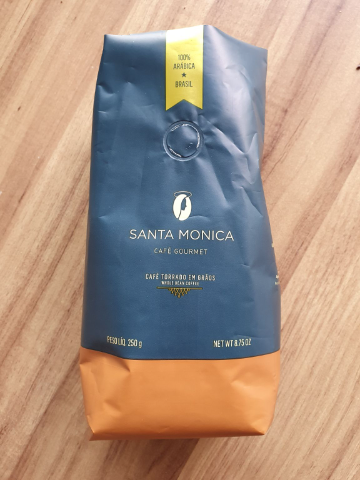 100%
ARÁBICA
BRASIL
SANTA MONICA
CAFÉ GOURMET
CAFÉ TORRADO EM GRÃOS
WHOLE BEAN COFFEE
PESO LÍQ. 250 g NET WT 8.75 OZ